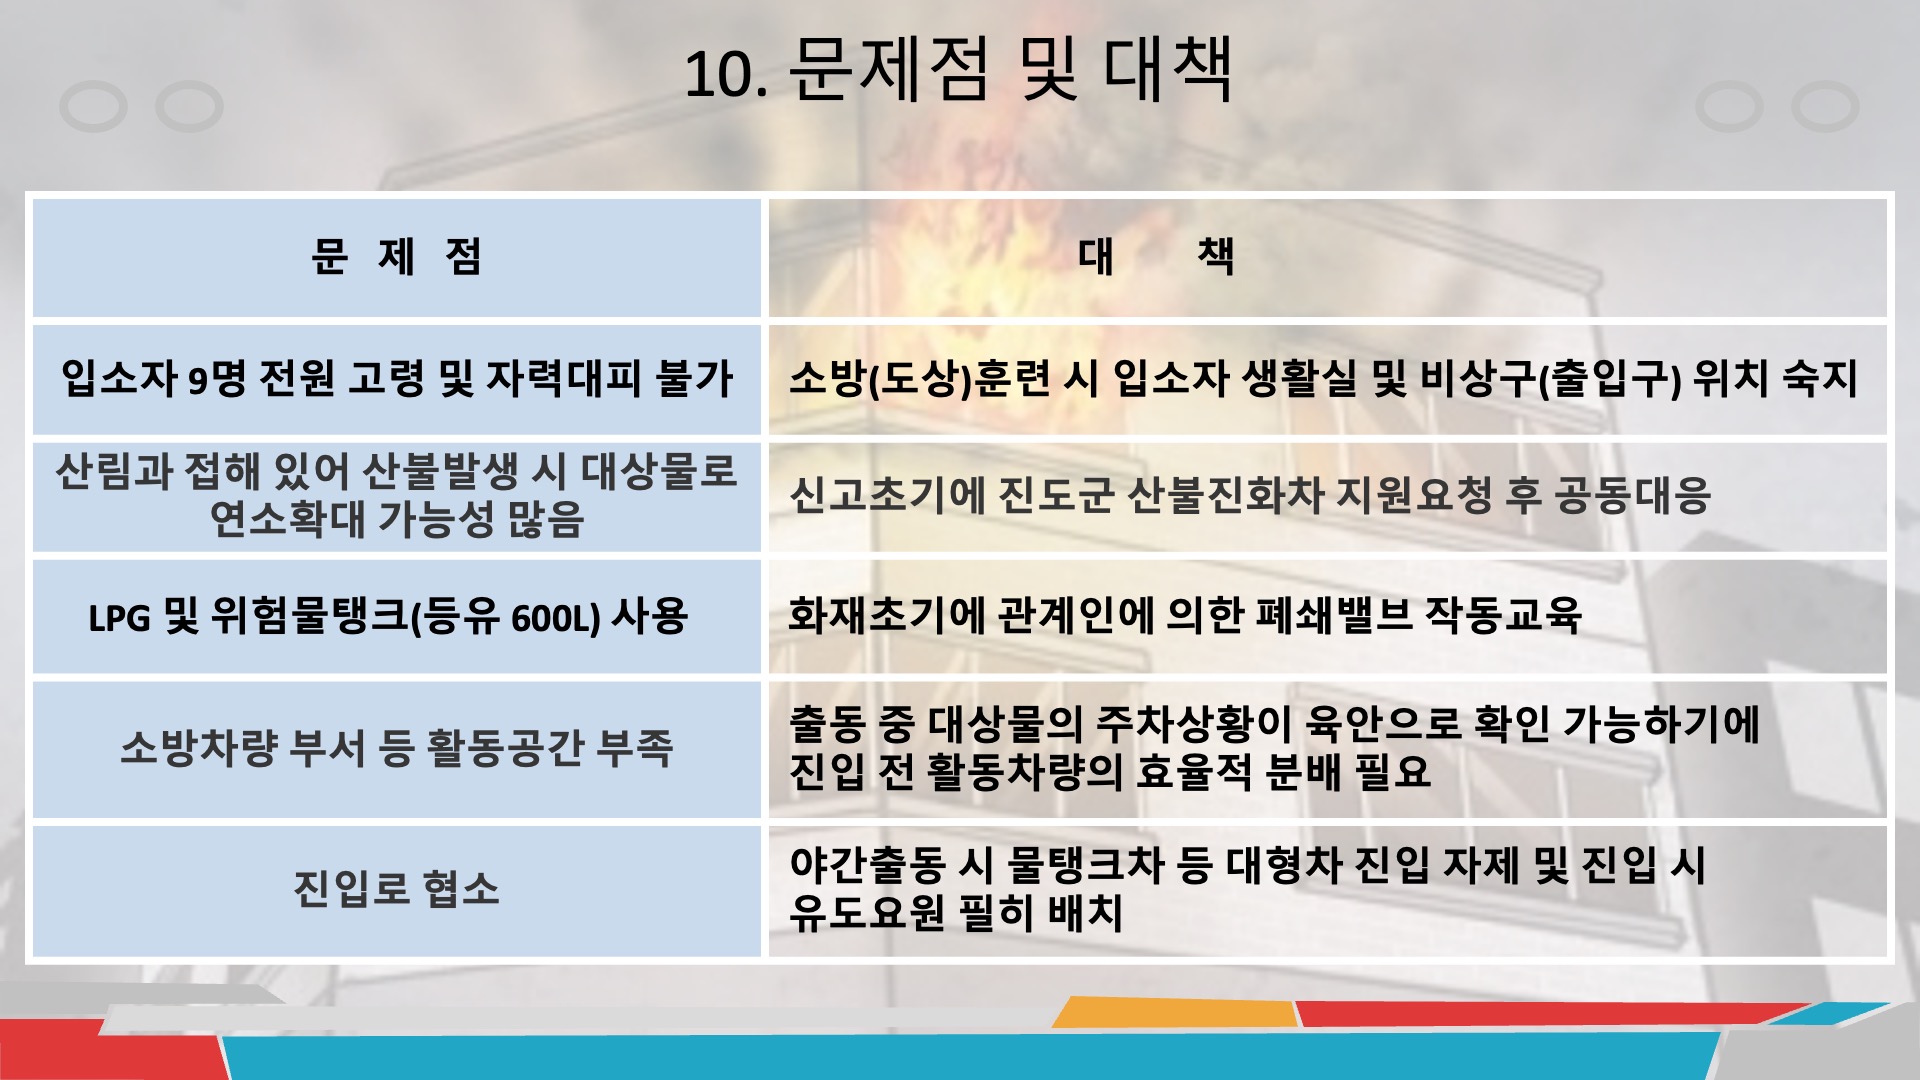 10. 문제점 및 대책
문 제 점
대 책
입소자 9명 전원 고령 및 자력대피 불가
소방(도상)훈련 시 입소자 생활실 및 비상구(출입구) 위치 숙지
산림과 접해 있어 산불발생 시 대상물로
연소확대 가능성 많음
신고초기에 진도군 산불진화차 지원요청 후 공동대응
LPG 및 위험물탱크(등유 600L) 사용
화재초기에 관계인에 의한 폐쇄밸브 작동교육
소방차량 부서 등 활동공간 부족
출동 중 대상물의 주차상황이 육안으로 확인 가능하기에
진입 전 활동차량의 효율적 분배 필요
진입로 협소
야간출동 시 물탱크차 등 대형차 진입 자제 및 진입 시
유도요원 필히 배치